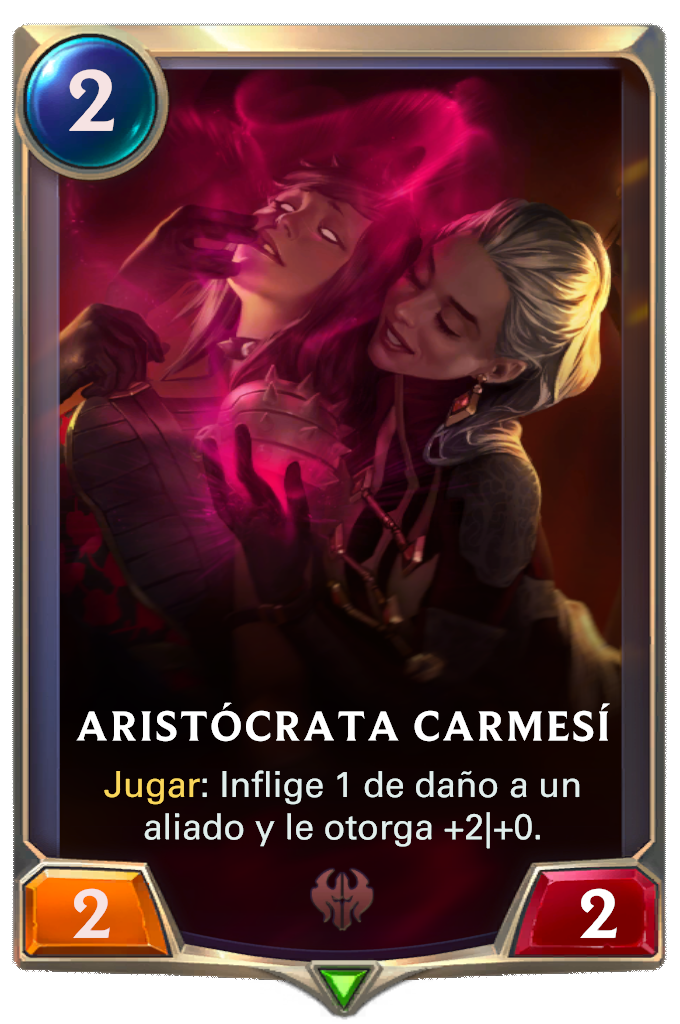 2
ARISTÓCRATA CARMESÍ
Jugar: Inflige 1 de daño a un
aliado y le otorga +2|+0.
2
2